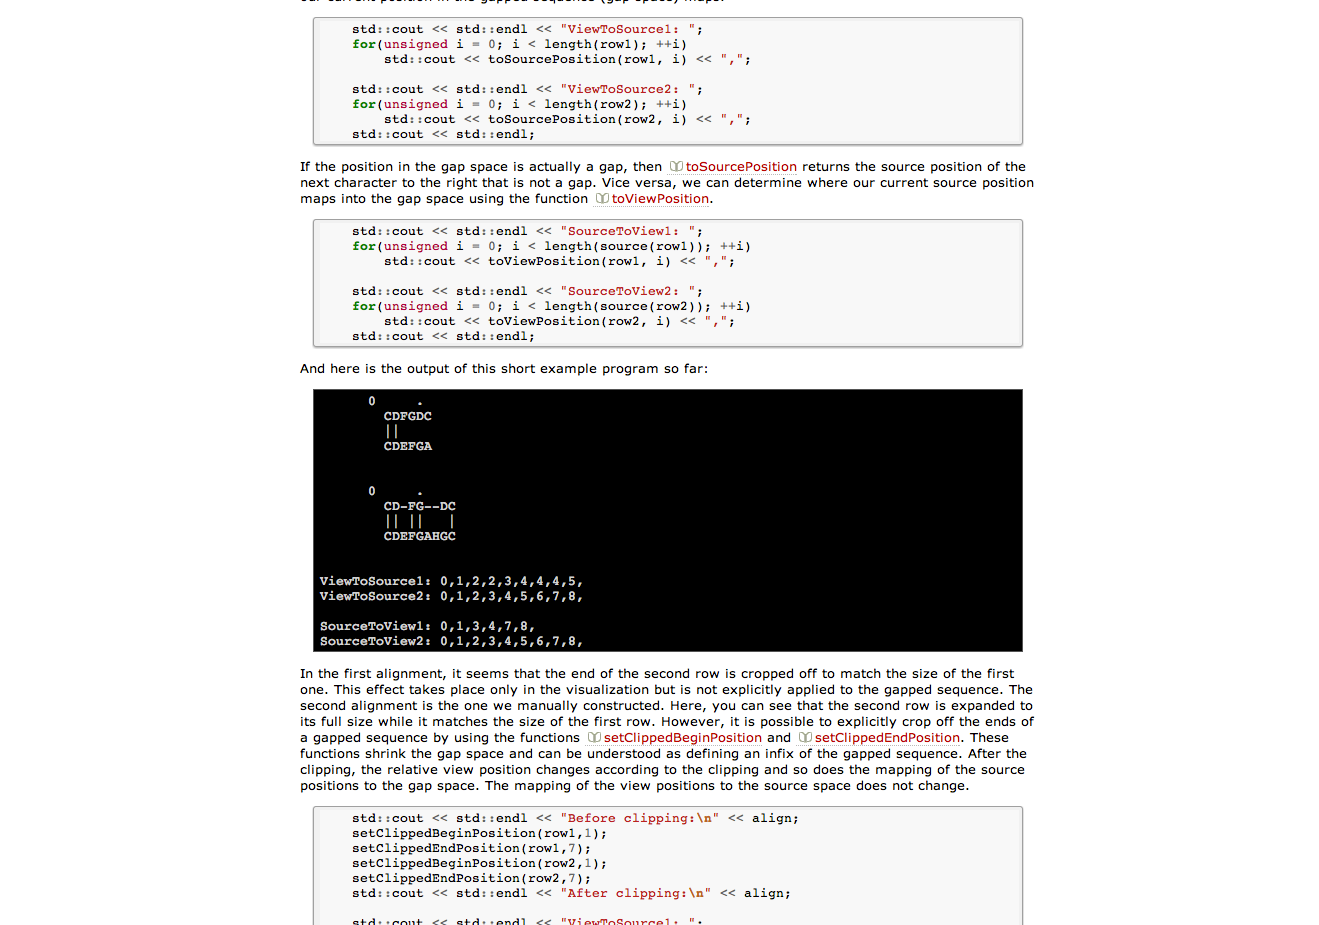 std::cout << std::endl << "ViewToSource1: ";
    for(unsigned i = 0; i < length(row1); ++i)
        std::cout << toSourcePosition(row1, i) << ",";

    std::cout << std::endl << "ViewToSource2: ";
    for(unsigned i = 0; i < length(row2); ++i)
        std::cout << toSourcePosition(row2, i) << ",";
    std::cout << std::endl;
If the position in the gap space is actually a gap, then toSourcePosition returns the source position of the
next character to the right that is not a gap. Vice versa, we can determine where our current source position
maps into the gap space using the function toViewPosition.
    std::cout << std::endl << "SourceToView1: ";
    for(unsigned i = 0; i < length(source(row1)); ++i)
        std::cout << toViewPosition(row1, i) << ",";

    std::cout << std::endl << "SourceToView2: ";
    for(unsigned i = 0; i < length(source(row2)); ++i)
        std::cout << toViewPosition(row2, i) << ",";
    std::cout << std::endl;
And here is the output of this short example program so far:
      0     .
        CDFGDC
        ||
        CDEFGA

      0     .
        CD-FG--DC
        || ||   |
        CDEFGAHGC

ViewToSource1: 0,1,2,2,3,4,4,4,5,
ViewToSource2: 0,1,2,3,4,5,6,7,8,

SourceToView1: 0,1,3,4,7,8,
SourceToView2: 0,1,2,3,4,5,6,7,8,
In the first alignment, it seems that the end of the second row is cropped off to match the size of the first
one. This effect takes place only in the visualization but is not explicitly applied to the gapped sequence. The
second alignment is the one we manually constructed. Here, you can see that the second row is expanded to
its full size while it matches the size of the first row. However, it is possible to explicitly crop off the ends of
a gapped sequence by using the functions setClippedBeginPosition and setClippedEndPosition. These
functions shrink the gap space and can be understood as defining an infix of the gapped sequence. After the
clipping, the relative view position changes according to the clipping and so does the mapping of the source
positions to the gap space. The mapping of the view positions to the source space does not change.
    std::cout << std::endl << "Before clipping:\n" << align;
    setClippedBeginPosition(row1,1);
    setClippedEndPosition(row1,7);
    setClippedBeginPosition(row2,1);
    setClippedEndPosition(row2,7);
    std::cout << std::endl << "After clipping:\n" << align;

    std::cout << std::endl << "ViewToSource1: ";